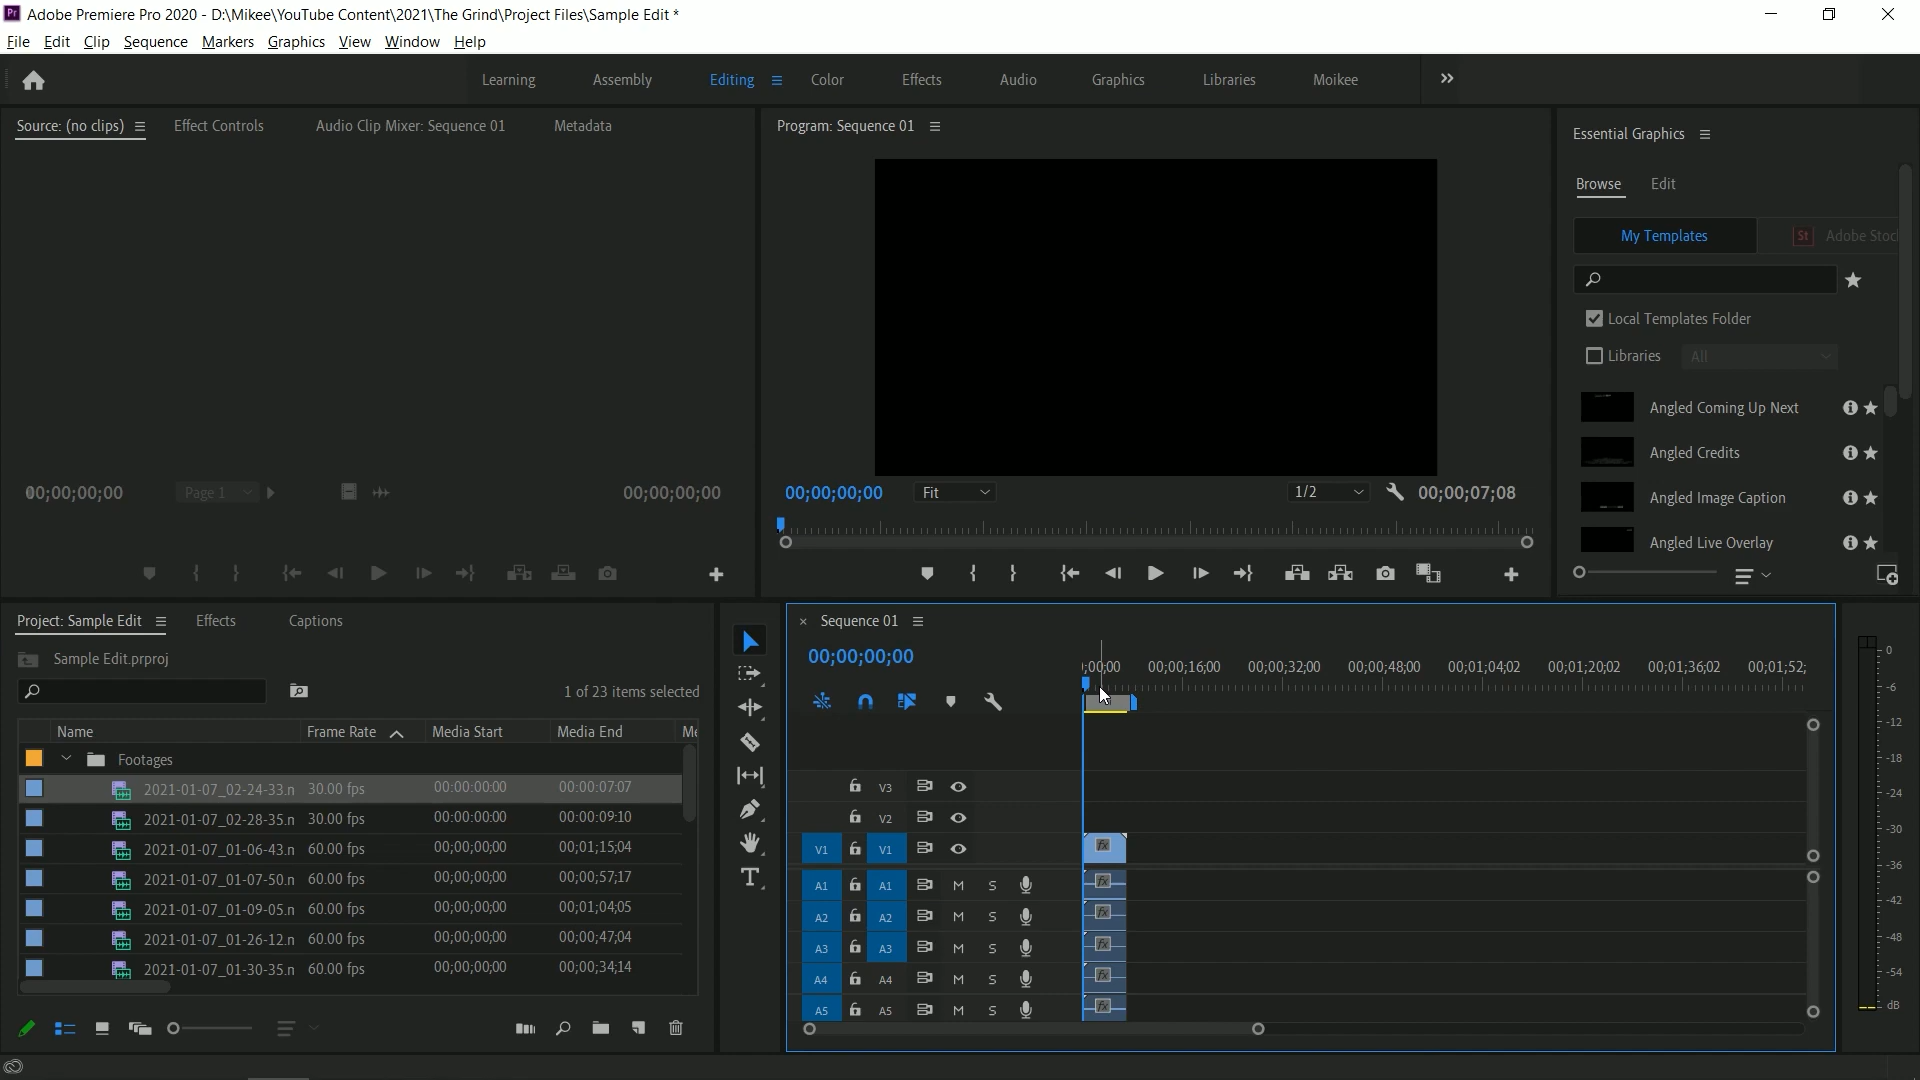 Adobe Premiere Pro 2020 - D:\Mikee\YouTube Content\2021\The Grind\Project Files\Sample Edit *
File Edit Clip Sequence Markers Graphics View Window Help
Learning Assembly Editing Color Effects Audio Graphics Libraries Moikee
Source: (no clips) Effect Controls Audio Clip Mixer: Sequence 01 Metadata
Program: Sequence 01
Essential Graphics
Browse Edit
My Templates St Adobe Stoc
Local Templates Folder
Libraries All
Angled Coming Up Next
Angled Credits
Angled Image Caption
Angled Live Overlay
00;00;00;00 Page 1 00;00;00;00
00;00;00;00 Fit 1/2 00;00;07;08
Project: Sample Edit Effects Captions
Sample Edit.prproj
1 of 23 items selected
Name Frame Rate Media Start Media End Me
Footages
2021-01-07_02-24-33.n 30.00 fps 00:00:00:00 00:00:07:07
2021-01-07_02-28-35.n 30.00 fps 00:00:00:00 00:00:09:10
2021-01-07_01-06-43.n 60.00 fps 00;00;00;00 00;01;15;04
2021-01-07_01-07-50.n 60.00 fps 00;00;00;00 00;00;57;17
2021-01-07_01-09-05.n 60.00 fps 00;00;00;00 00;01;04;05
2021-01-07_01-26-12.n 60.00 fps 00;00;00;00 00;00;47;04
2021-01-07_01-30-35.n 60.00 fps 00;00;00;00 00;00;34;14
Sequence 01
00;00;00;00
;00;00 00;00;16;00 00;00;32;00 00;00;48;00 00;01;04;02 00;01;20;02 00;01;36;02 00;01;52;
V3
V2
V1 V1 fx
A1 A1 M S fx
A2 A2 M S fx
A3 A3 M S fx
A4 A4 M S fx
A5 A5 M S fx
0
-6
-12
-18
-24
-30
-36
-42
-48
-54
dB